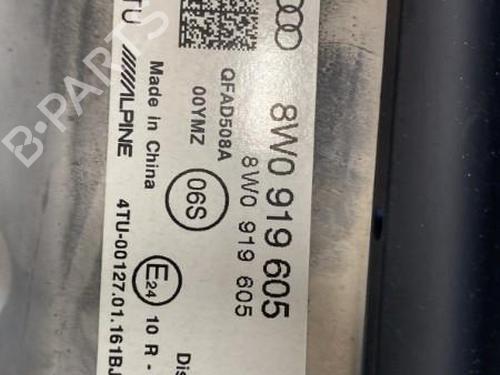 8W0 919 605
8W0 919 605
QFAD508A
00YMZ
06S
TU ALPINE
Made in China
E24 10 R -
4TU-00127.01.161BJ
B-PARTS